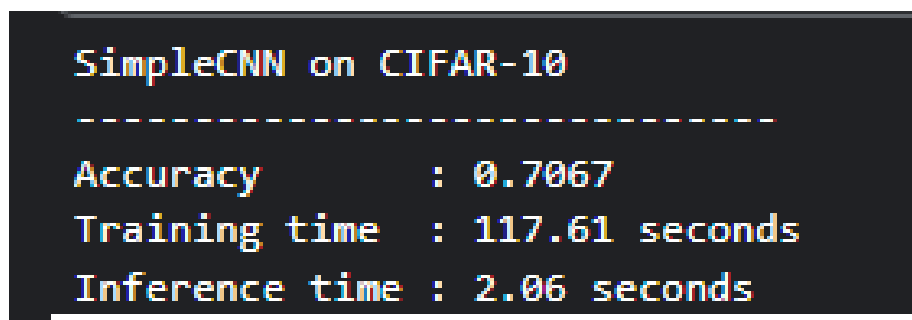 SimpleCNN on CIFAR-10
------------------------------
Accuracy       : 0.7067
Training time  : 117.61 seconds
Inference time : 2.06 seconds